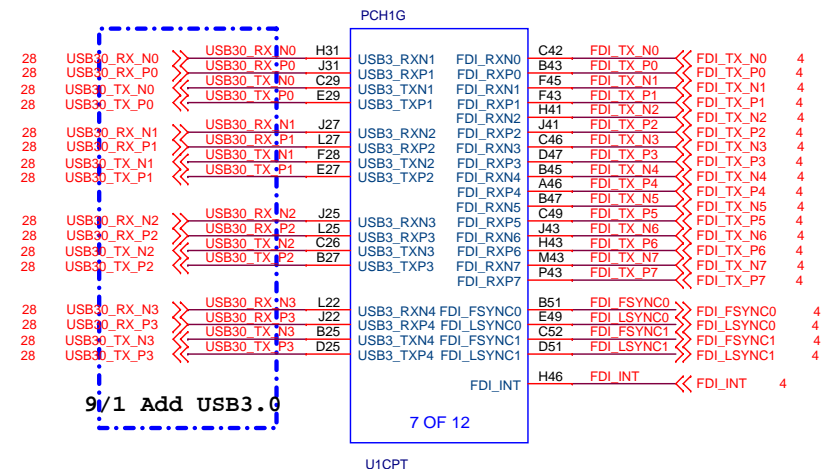 PCH1G
28 USB30_RX_N0 USB30_RX_N0 H31 USB3_RXN1 FDI_RXN0 C42 FDI_TX_N0 FDI_TX_N0 4
28 USB30_RX_P0 USB30_RX_P0 J31 USB3_RXP1 FDI_RXP0 B43 FDI_TX_P0 FDI_TX_P0 4
28 USB30_TX_N0 USB30_TX_N0 C29 USB3_TXN1 FDI_RXN1 F45 FDI_TX_N1 FDI_TX_N1 4
28 USB30_TX_P0 USB30_TX_P0 E29 USB3_TXP1 FDI_RXP1 F43 FDI_TX_P1 FDI_TX_P1 4
FDI_RXN2 H41 FDI_TX_N2 FDI_TX_N2 4
28 USB30_RX_N1 USB30_RX_N1 J27 USB3_RXN2 FDI_RXP2 J41 FDI_TX_P2 FDI_TX_P2 4
28 USB30_RX_P1 USB30_RX_P1 L27 USB3_RXP2 FDI_RXN3 C46 FDI_TX_N3 FDI_TX_N3 4
28 USB30_TX_N1 USB30_TX_N1 F28 USB3_TXN2 FDI_RXP3 D47 FDI_TX_P3 FDI_TX_P3 4
28 USB30_TX_P1 USB30_TX_P1 E27 USB3_TXP2 FDI_RXN4 B45 FDI_TX_N4 FDI_TX_N4 4
FDI_RXP4 A46 FDI_TX_P4 FDI_TX_P4 4
FDI_RXN5 B47 FDI_TX_N5 FDI_TX_N5 4
28 USB30_RX_N2 USB30_RX_N2 J25 USB3_RXN3 FDI_RXP5 C49 FDI_TX_P5 FDI_TX_P5 4
28 USB30_RX_P2 USB30_RX_P2 L25 USB3_RXP3 FDI_RXN6 J43 FDI_TX_N6 FDI_TX_N6 4
28 USB30_TX_N2 USB30_TX_N2 C26 USB3_TXN3 FDI_RXP6 H43 FDI_TX_P6 FDI_TX_P6 4
28 USB30_TX_P2 USB30_TX_P2 B27 USB3_TXP3 FDI_RXN7 M43 FDI_TX_N7 FDI_TX_N7 4
FDI_RXP7 P43 FDI_TX_P7 FDI_TX_P7 4
28 USB30_RX_N3 USB30_RX_N3 L22 USB3_RXN4 FDI_FSYNC0 B51 FDI_FSYNC0 FDI_FSYNC0 4
28 USB30_RX_P3 USB30_RX_P3 J22 USB3_RXP4 FDI_LSYNC0 E49 FDI_LSYNC0 FDI_LSYNC0 4
28 USB30_TX_N3 USB30_TX_N3 B25 USB3_TXN4 FDI_FSYNC1 C52 FDI_FSYNC1 FDI_FSYNC1 4
28 USB30_TX_P3 USB30_TX_P3 D25 USB3_TXP4 FDI_LSYNC1 D51 FDI_LSYNC1 FDI_LSYNC1 4
FDI_INT H46 FDI_INT FDI_INT 4
9/1 Add USB3.0
7 OF 12
U1CPT